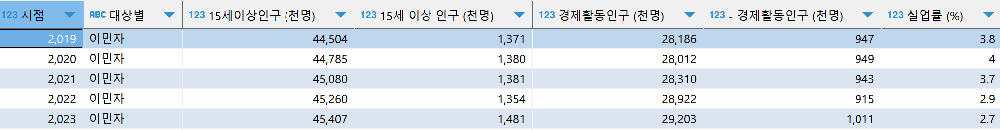 123 시점 ABC 대상별 123 15세이상인구 (천명) 123 15세 이상 인구 (천명) 123 경제활동인구 (천명) 123 - 경제활동인구 (천명) 123 실업률 (%)
2,019 이민자 44,504 1,371 28,186 947 3.8
2,020 이민자 44,785 1,380 28,012 949 4
2,021 이민자 45,080 1,381 28,310 943 3.7
2,022 이민자 45,260 1,354 28,922 915 2.9
2,023 이민자 45,407 1,481 29,203 1,011 2.7